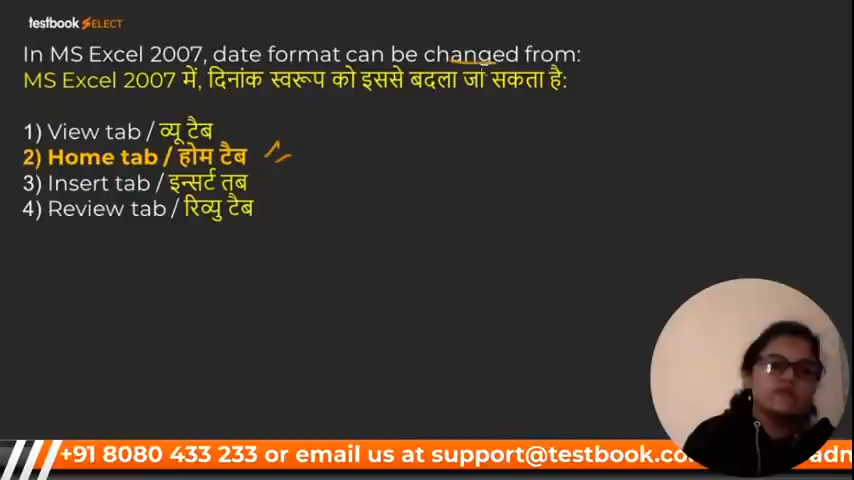 testbook SELECT
In MS Excel 2007, date format can be changed from:
MS Excel 2007 में, दिनांक स्वरूप को इससे बदला जा सकता है:
1) View tab / व्यू टैब
2) Home tab / होम टैब
3) Insert tab / इन्सर्ट तब
4) Review tab / रिव्यु टैब
+91 8080 433 233 or email us at support@testbook.co